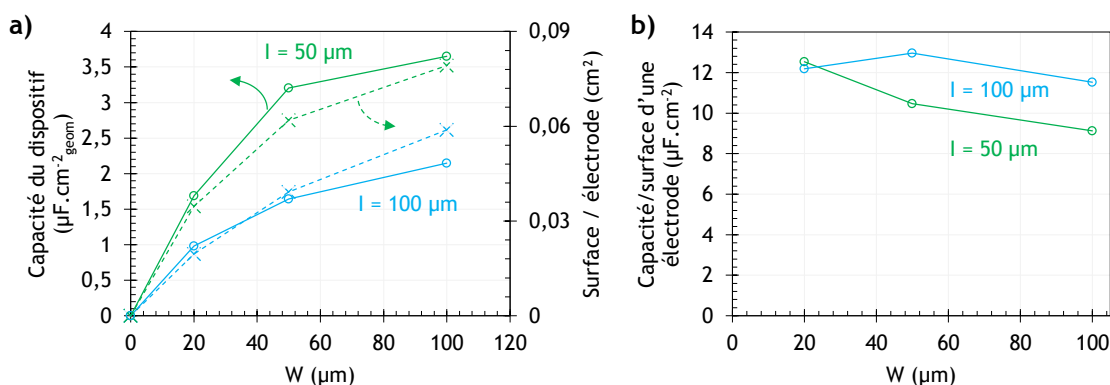 a)
Capacité du dispositif
(µF.cm⁻²geom)
4
3,5
3
2,5
2
1,5
1
0,5
0
I = 50 µm
I = 100 µm
0,09
0,06
0,03
0
Surface / électrode (cm²)
0 20 40 60 80 100 120
W (µm)
b)
Capacité/surface d’une
électrode (µF.cm⁻²)
14
12
10
8
6
4
2
0
I = 100 µm
I = 50 µm
0 20 40 60 80 100
W (µm)